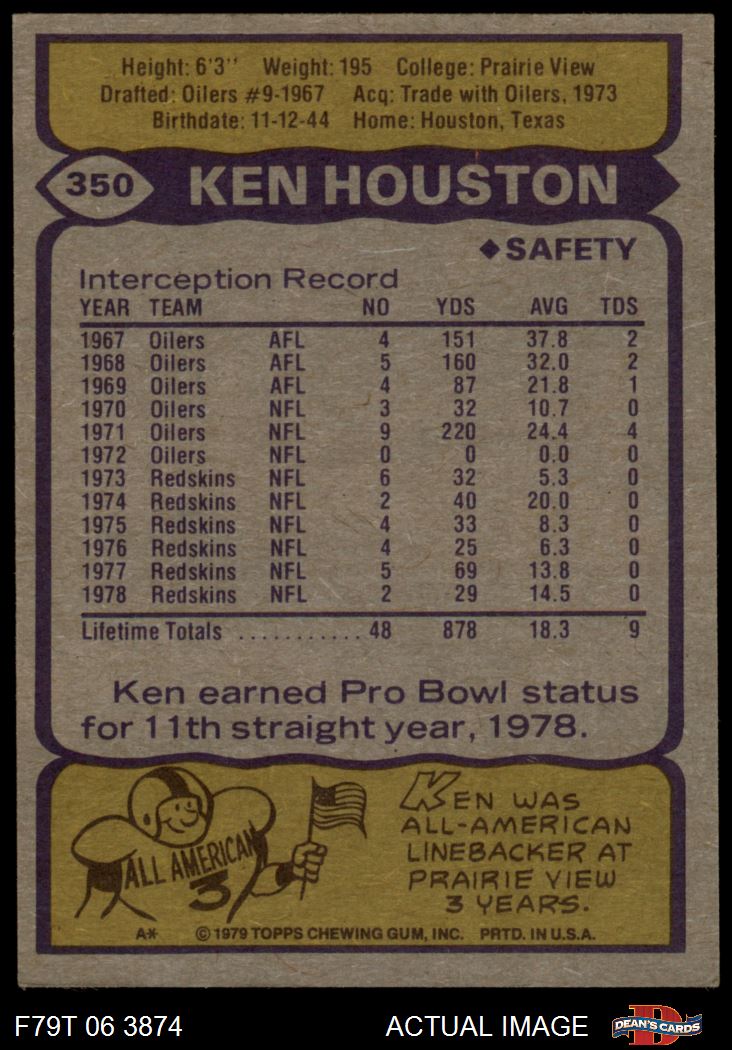 Height: 6'3'' Weight: 195 College: Prairie View
Drafted: Oilers #9-1967 Acq: Trade with Oilers, 1973
Birthdate: 11-12-44 Home: Houston, Texas
350 KEN HOUSTON
◆SAFETY
Interception Record
YEAR TEAM NO YDS AVG TDS
1967 Oilers AFL 4 151 37.8 2
1968 Oilers AFL 5 160 32.0 2
1969 Oilers AFL 4 87 21.8 1
1970 Oilers NFL 3 32 10.7 0
1971 Oilers NFL 9 220 24.4 4
1972 Oilers NFL 0 0 0.0 0
1973 Redskins NFL 6 32 5.3 0
1974 Redskins NFL 2 40 20.0 0
1975 Redskins NFL 4 33 8.3 0
1976 Redskins NFL 4 25 6.3 0
1977 Redskins NFL 5 69 13.8 0
1978 Redskins NFL 2 29 14.5 0
Lifetime Totals ........... 48 878 18.3 9
Ken earned Pro Bowl status
for 11th straight year, 1978.
ALL AMERICAN
3
KEN WAS
ALL-AMERICAN
LINEBACKER AT
PRAIRIE VIEW
3 YEARS.
A* © 1979 TOPPS CHEWING GUM, INC. PRTD. IN U.S.A.
F79T 06 3874 ACTUAL IMAGE D DEAN'S CARDS